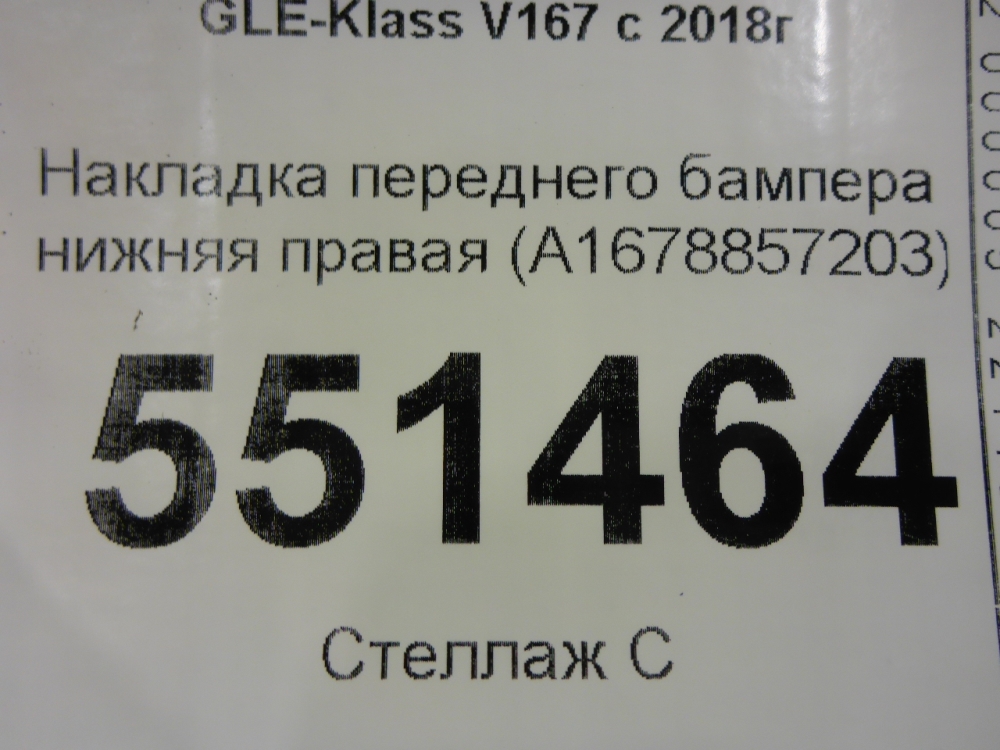 GLE-Klass V167 с 2018г
Накладка переднего бампера
нижняя правая (A1678857203)
551464
Стеллаж С